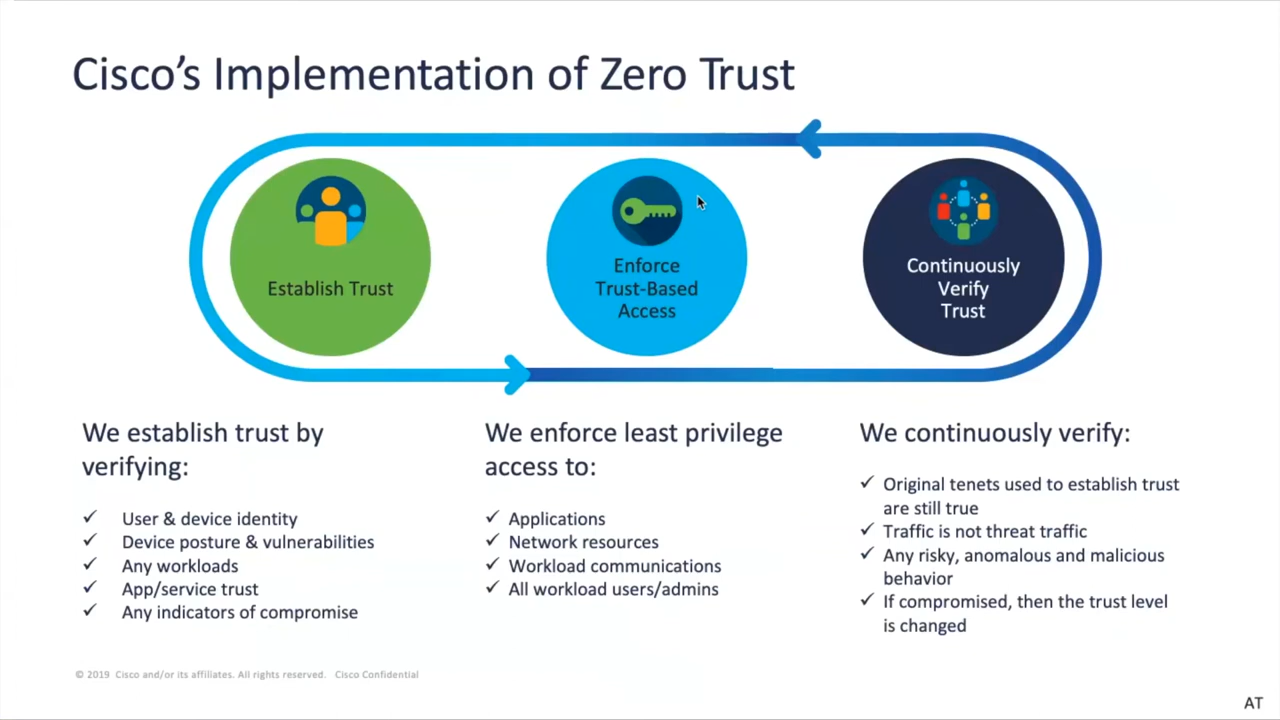 Cisco's Implementation of Zero Trust
Establish Trust
Enforce
Trust-Based
Access
Continuously
Verify
Trust
We establish trust by
verifying:
✓ User & device identity
✓ Device posture & vulnerabilities
✓ Any workloads
✓ App/service trust
✓ Any indicators of compromise
We enforce least privilege
access to:
✓ Applications
✓ Network resources
✓ Workload communications
✓ All workload users/admins
We continuously verify:
✓ Original tenets used to establish trust
are still true
✓ Traffic is not threat traffic
✓ Any risky, anomalous and malicious
behavior
✓ If compromised, then the trust level
is changed
© 2019 Cisco and/or its affiliates. All rights reserved. Cisco Confidential
AT